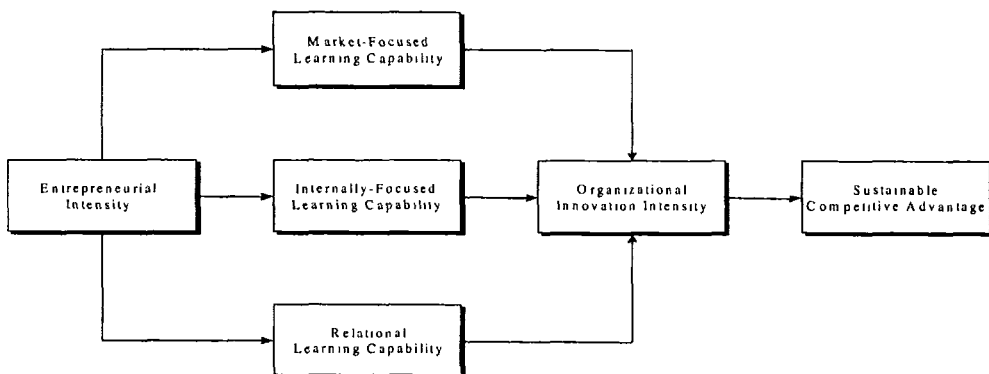 Market-Focused
Learning Capability
Entrepreneurial
Intensity
Internally-Focused
Learning Capability
Organizational
Innovation Intensity
Sustainable
Competitive Advantage
Relational
Learning Capability